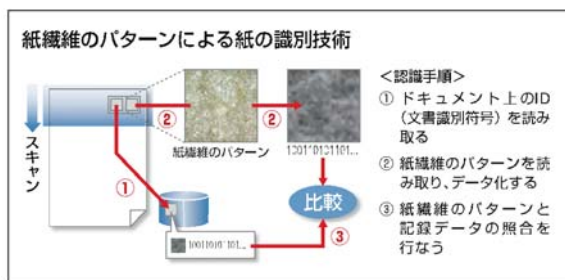 紙繊維のパターンによる紙の識別技術
スキャン
②
②
紙繊維のパターン
①
比較
③
<認識手順>
① ドキュメント上のID
(文書識別符号)を読み
取る
② 紙繊維のパターンを読
み取り、データ化する
③ 紙繊維のパターンと
記録データの照合を
行なう